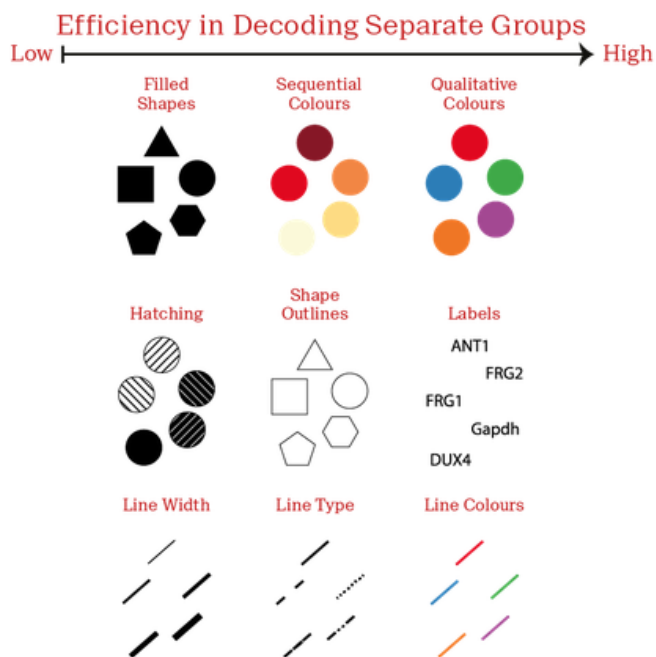 Efficiency in Decoding Separate Groups
Low High
Filled Shapes
Sequential Colours
Qualitative Colours
Hatching
Shape Outlines
Labels
ANT1
FRG2
FRG1
Gapdh
DUX4
Line Width
Line Type
Line Colours